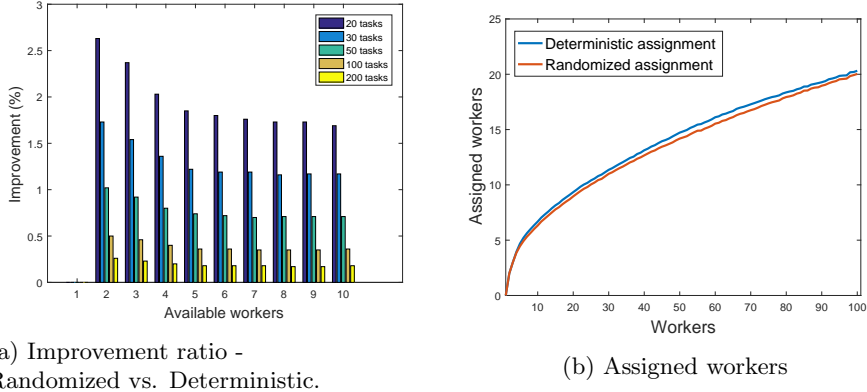 3
2.5
2
1.5
1
0.5
0
Improvement (%)
20 tasks
30 tasks
50 tasks
100 tasks
200 tasks
1 2 3 4 5 6 7 8 9 10
Available workers
a) Improvement ratio -
Randomized vs. Deterministic.
25
20
15
10
5
0
Assigned workers
Deterministic assignment
Randomized assignment
10 20 30 40 50 60 70 80 90 100
Workers
(b) Assigned workers